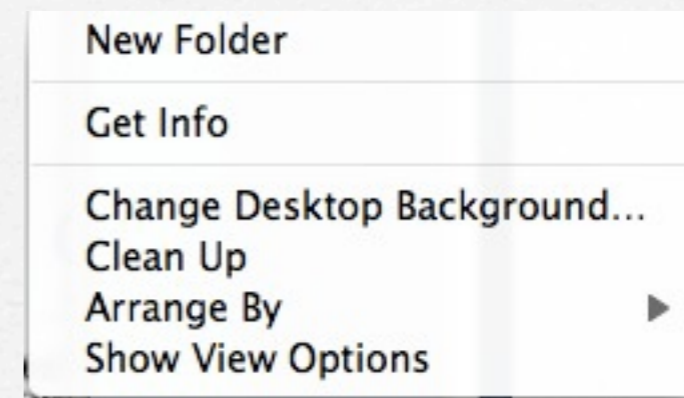 New Folder
Get Info
Change Desktop Background...
Clean Up
Arrange By
Show View Options